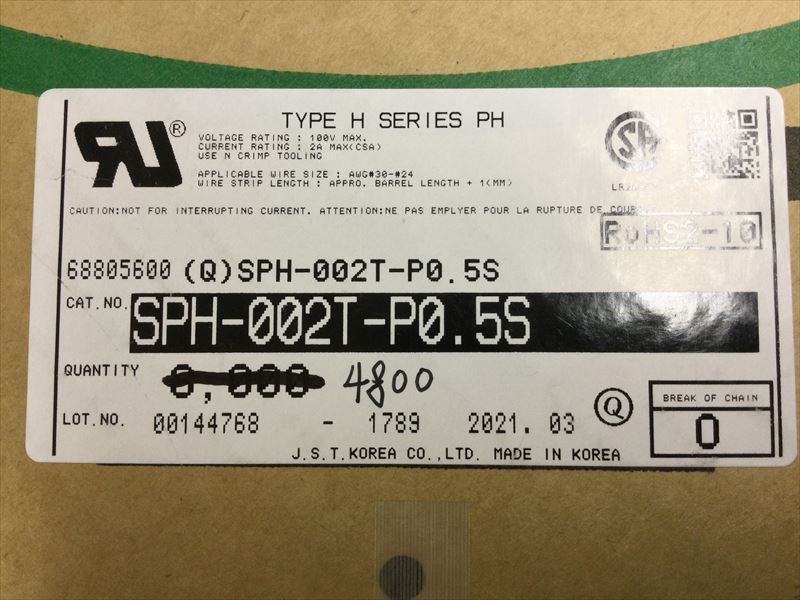 TYPE H SERIES PH
VOLTAGE RATING : 100V MAX.
CURRENT RATING : 2A MAX(CSA)
USE N CRIMP TOOLING
APPLICABLE WIRE SIZE : AWG#30-#24
WIRE STRIP LENGTH : APPRO. BARREL LENGTH + 1(MM)
CAUTION:NOT FOR INTERRUPTING CURRENT. ATTENTION:NE PAS EMPLYER POUR LA RUPTURE DE
RoHS2-10
68805600 (Q)SPH-002T-P0.5S
CAT.NO. SPH-002T-P0.5S
QUANTITY 4800
LOT.NO. 00144768 - 1789 2021. 03 Q
BREAK OF CHAIN
0
J.S.T.KOREA CO.,LTD. MADE IN KOREA